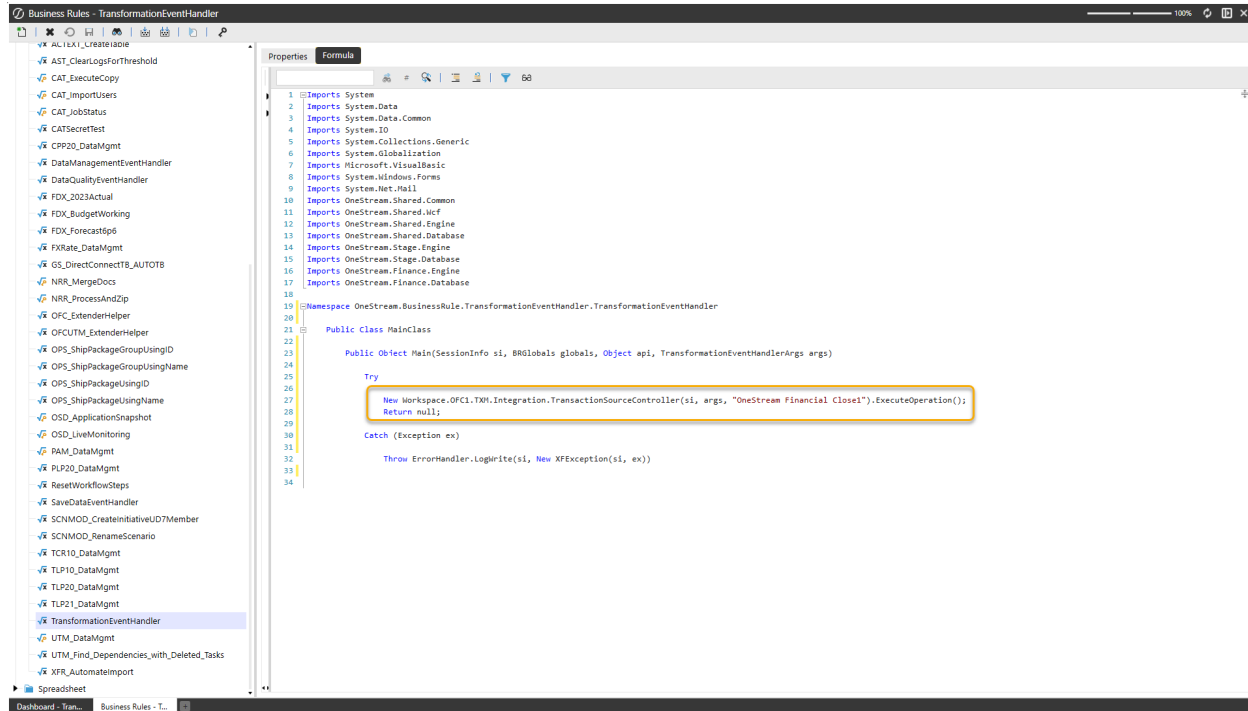 Business Rules - TransformationEventHandler
100%
ACTEXT_CreateTable
AST_ClearLogsForThreshold
CAT_ExecuteCopy
CAT_ImportUsers
CAT_JobStatus
CATSecretTest
CPP20_DataMgmt
DataManagementEventHandler
DataQualityEventHandler
FDX_2023Actual
FDX_BudgetWorking
FDX_Forecast6p6
FXRate_DataMgmt
GS_DirectConnectTB_AUTOTB
NRR_MergeDocs
NRR_ProcessAndZip
OFC_ExtenderHelper
OFCUTM_ExtenderHelper
OPS_ShipPackageGroupUsingID
OPS_ShipPackageGroupUsingName
OPS_ShipPackageUsingID
OPS_ShipPackageUsingName
OSD_ApplicationSnapshot
OSD_LiveMonitoring
PAM_DataMgmt
PLP20_DataMgmt
ResetWorkflowSteps
SaveDataEventHandler
SCNMOD_CreateInitiativeUD7Member
SCNMOD_RenameScenario
TCR10_DataMgmt
TLP10_DataMgmt
TLP20_DataMgmt
TLP21_DataMgmt
TransformationEventHandler
UTM_DataMgmt
UTM_Find_Dependencies_with_Deleted_Tasks
XFR_AutomateImport
Spreadsheet
Properties Formula
1 Imports System
2 Imports System.Data
3 Imports System.Data.Common
4 Imports System.IO
5 Imports System.Collections.Generic
6 Imports System.Globalization
7 Imports Microsoft.VisualBasic
8 Imports System.Windows.Forms
9 Imports System.Net.Mail
10 Imports OneStream.Shared.Common
11 Imports OneStream.Shared.Wcf
12 Imports OneStream.Shared.Engine
13 Imports OneStream.Shared.Database
14 Imports OneStream.Stage.Engine
15 Imports OneStream.Stage.Database
16 Imports OneStream.Finance.Engine
17 Imports OneStream.Finance.Database
18
19 Namespace OneStream.BusinessRule.TransformationEventHandler.TransformationEventHandler
20
21 Public Class MainClass
22
23 Public Object Main(SessionInfo si, BRGlobals globals, Object api, TransformationEventHandlerArgs args)
24
25 Try
26
27 New Workspace.OFC1.TXM.Integration.TransactionSourceController(si, args, "OneStream Financial Close1").ExecuteOperation();
28 Return null;
29
30 Catch (Exception ex)
31
32 Throw ErrorHandler.LogWrite(si, New XFException(si, ex))
33
34
Dashboard - Tran... Business Rules - T...